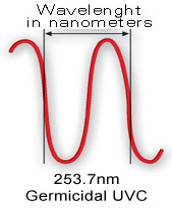 Wavelenght
in nanometers
253.7nm
Germicidal UVC